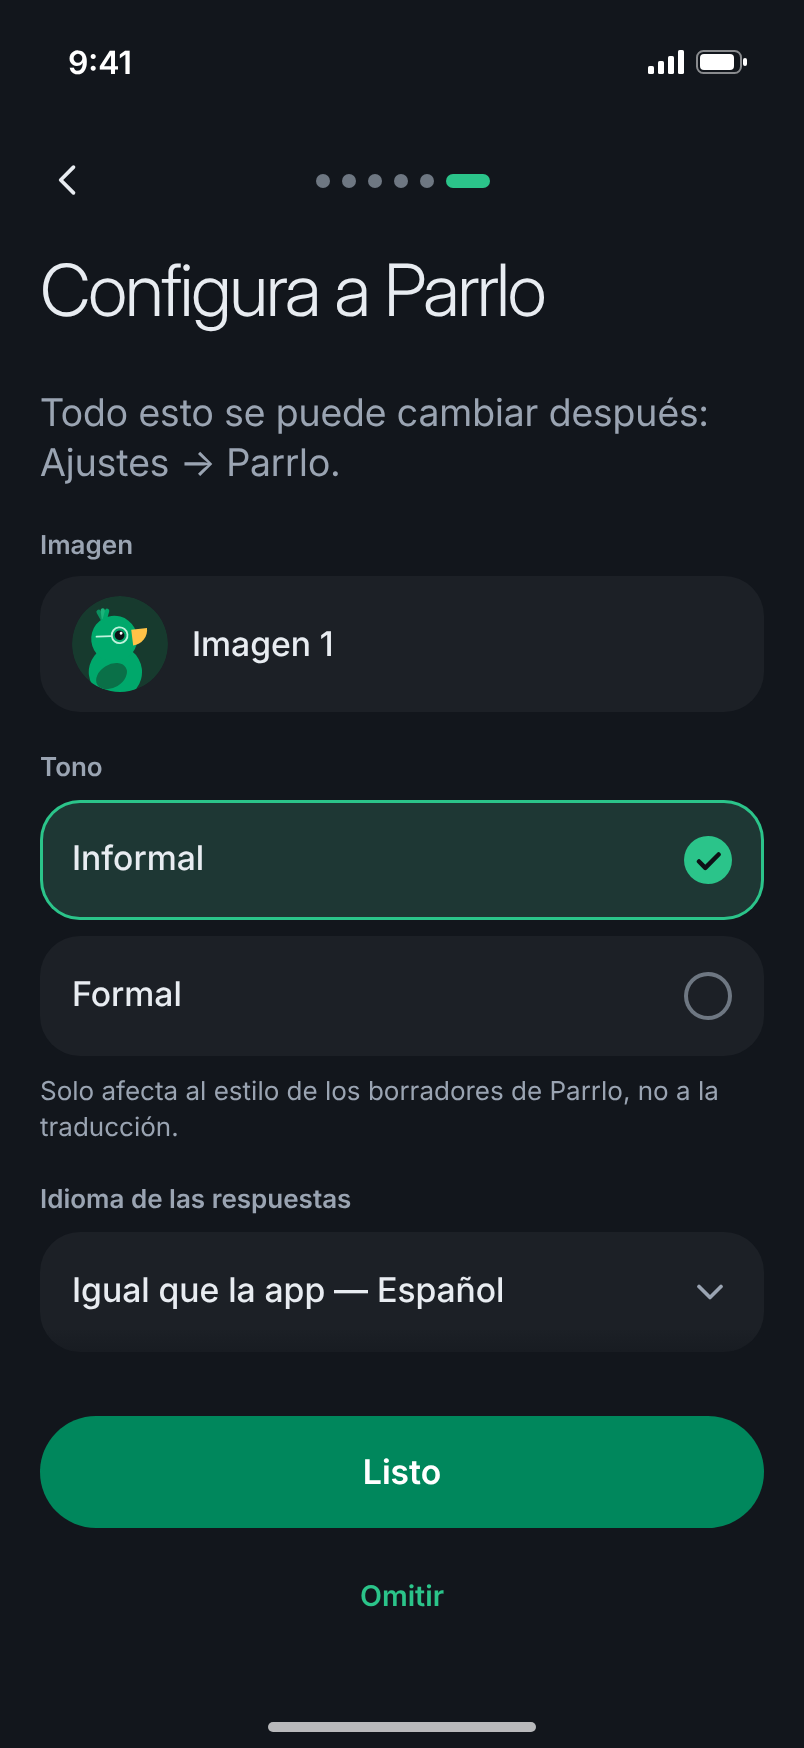 9:41
Configura a Parrlo
Todo esto se puede cambiar después:
Ajustes → Parrlo.
Imagen
Imagen 1
Tono
Informal
Formal
Solo afecta al estilo de los borradores de Parrlo, no a la
traducción.
Idioma de las respuestas
Igual que la app — Español
Listo
Omitir